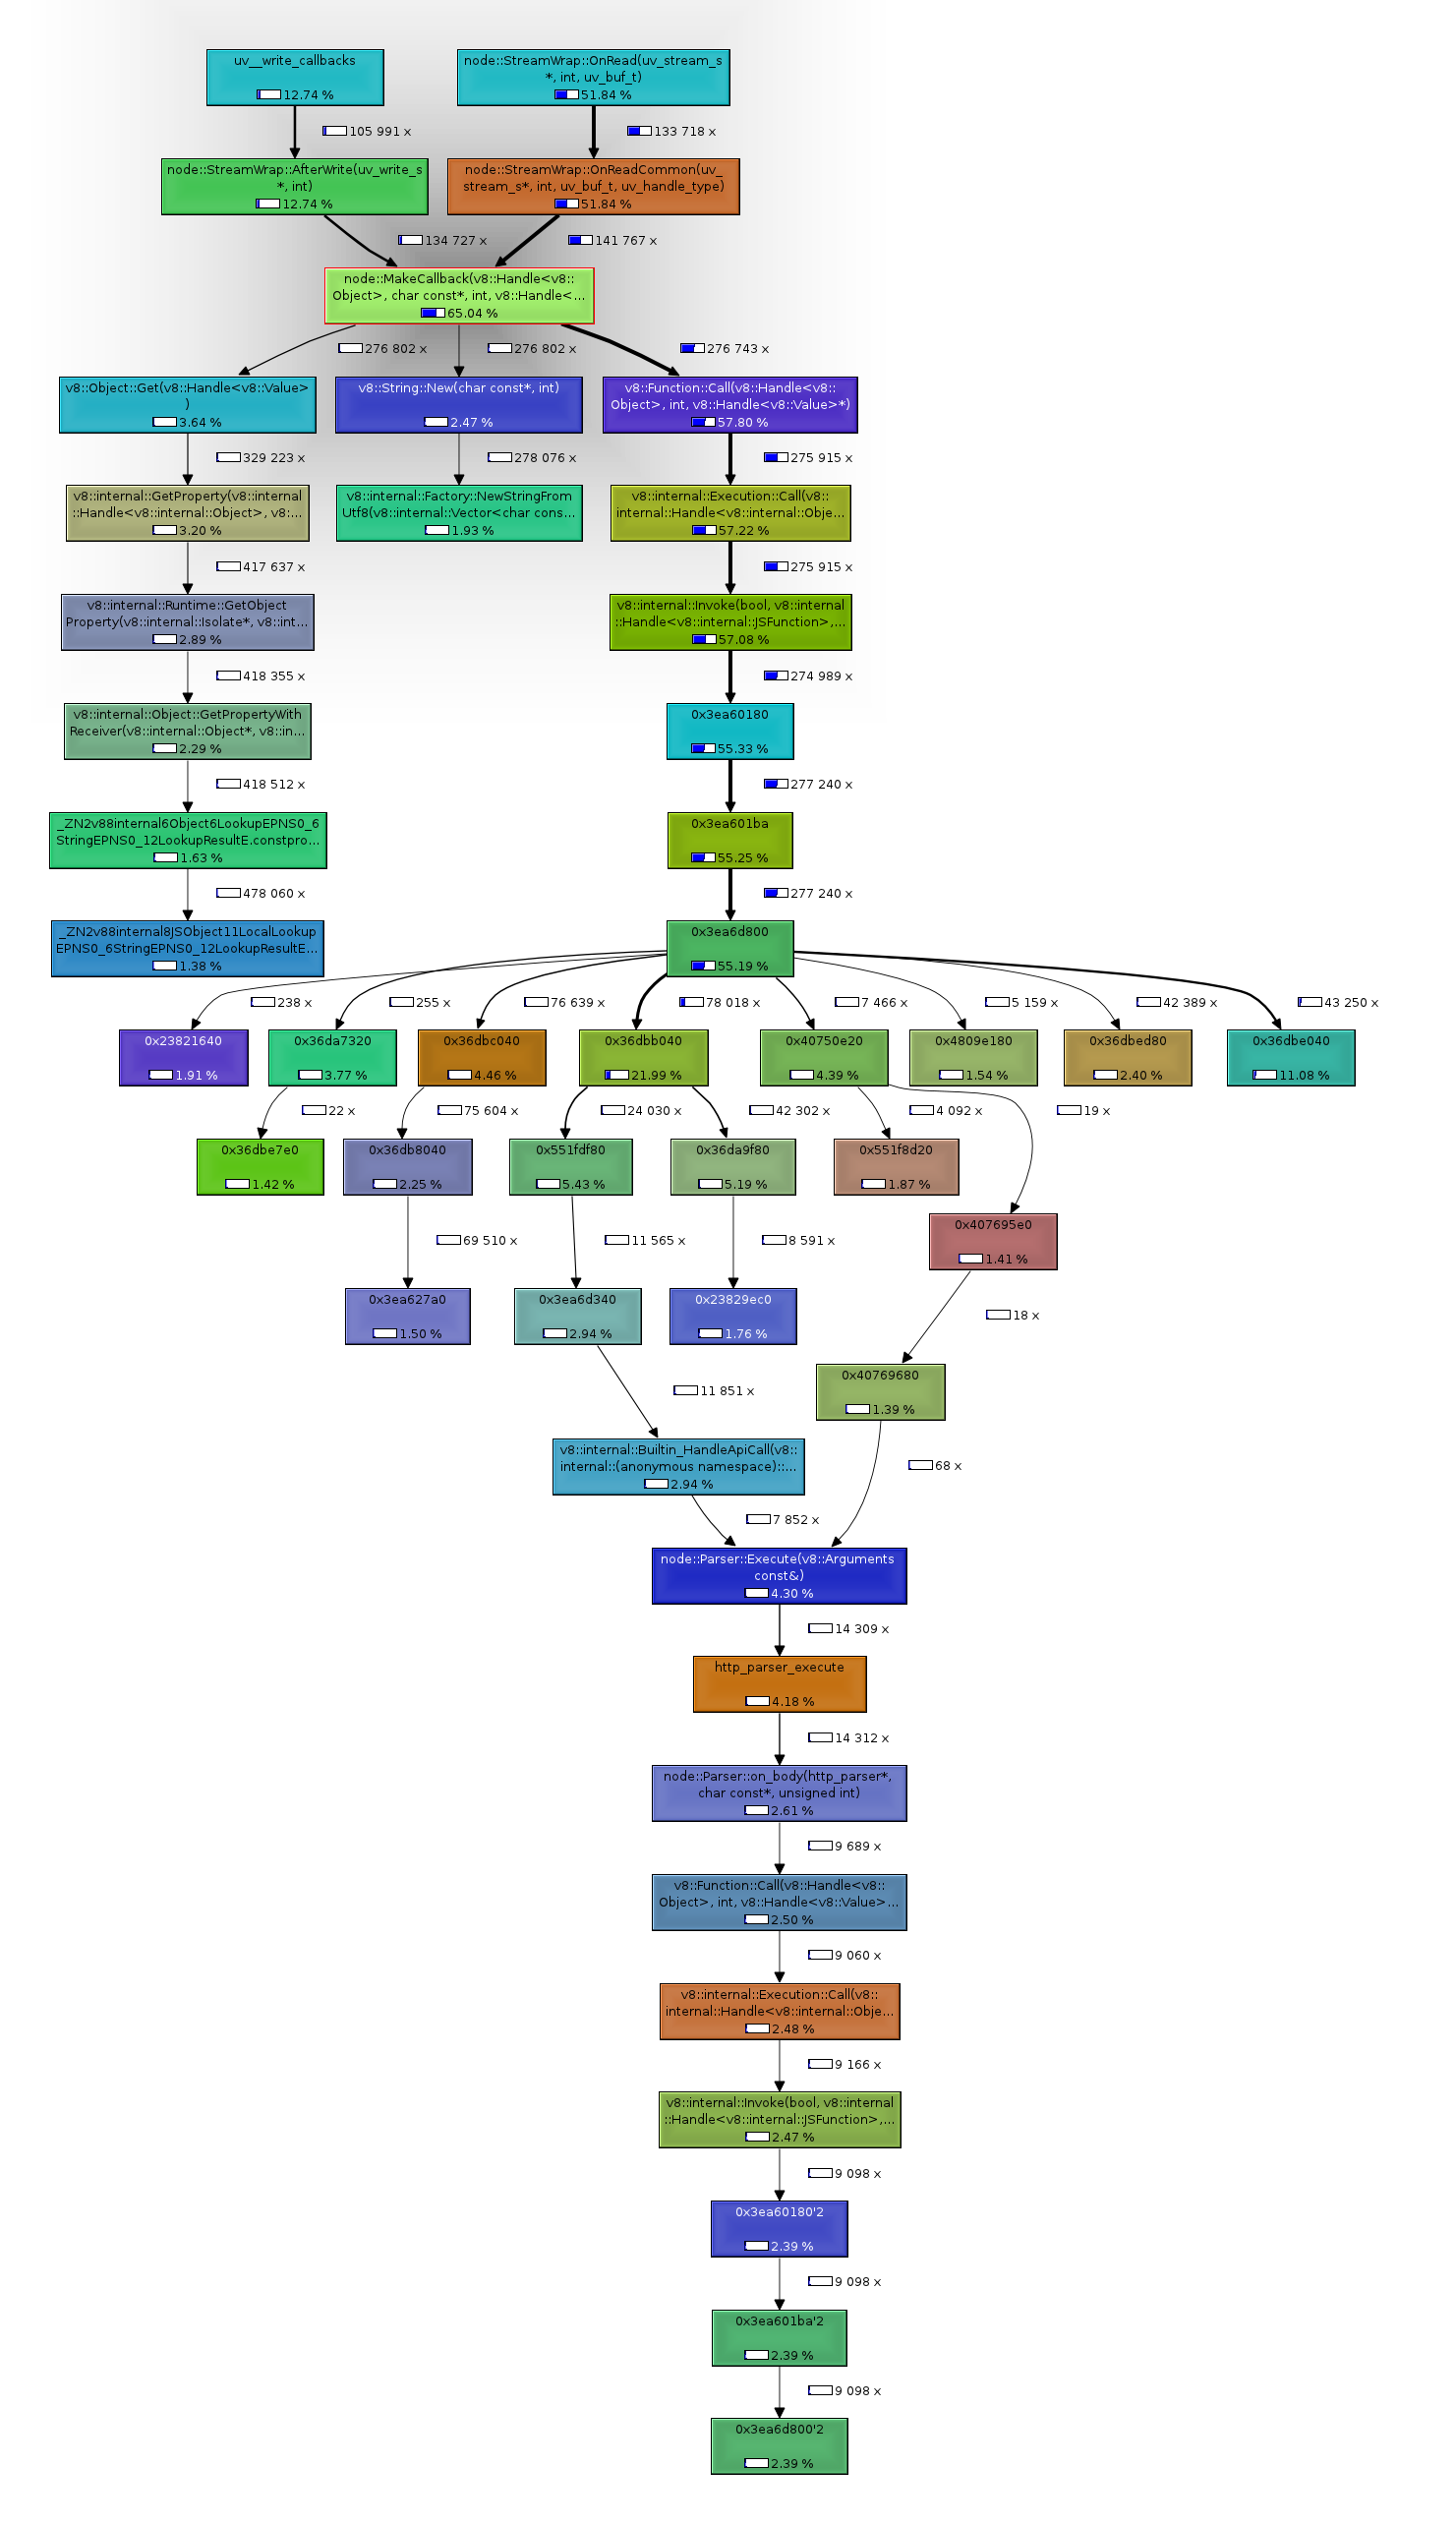 uv__write_callbacks
12.74 %
node::StreamWrap::OnRead(uv_stream_s
*, int, uv_buf_t)
51.84 %
105 991 x
133 718 x
node::StreamWrap::AfterWrite(uv_write_s
*, int)
12.74 %
node::StreamWrap::OnReadCommon(uv_
stream_s*, int, uv_buf_t, uv_handle_type)
51.84 %
134 727 x
141 767 x
node::MakeCallback(v8::Handle<v8::
Object>, char const*, int, v8::Handle<...
65.04 %
276 802 x
276 802 x
276 743 x
v8::Object::Get(v8::Handle<v8::Value>
)
3.64 %
v8::String::New(char const*, int)
2.47 %
v8::Function::Call(v8::Handle<v8::
Object>, int, v8::Handle<v8::Value>*)
57.80 %
329 223 x
278 076 x
275 915 x
v8::internal::GetProperty(v8::internal
::Handle<v8::internal::Object>, v8:...
3.20 %
v8::internal::Factory::NewStringFrom
Utf8(v8::internal::Vector<char cons...
1.93 %
v8::internal::Execution::Call(v8::
internal::Handle<v8::internal::Obje...
57.22 %
417 637 x
275 915 x
v8::internal::Runtime::GetObject
Property(v8::internal::Isolate*, v8::int...
2.89 %
v8::internal::Invoke(bool, v8::internal
::Handle<v8::internal::JSFunction>,...
57.08 %
418 355 x
274 989 x
v8::internal::Object::GetPropertyWith
Receiver(v8::internal::Object*, v8::in...
2.29 %
0x3ea60180
55.33 %
418 512 x
277 240 x
_ZN2v88internal6Object6LookupEPNS0_6
StringEPNS0_12LookupResultE.constpro...
1.63 %
0x3ea601ba
55.25 %
478 060 x
277 240 x
_ZN2v88internal8JSObject11LocalLookup
EPNS0_6StringEPNS0_12LookupResultE...
1.38 %
0x3ea6d800
55.19 %
238 x
255 x
76 639 x
78 018 x
7 466 x
5 159 x
42 389 x
43 250 x
0x23821640
1.91 %
0x36da7320
3.77 %
0x36dbc040
4.46 %
0x36dbb040
21.99 %
0x40750e20
4.39 %
0x4809e180
1.54 %
0x36dbed80
2.40 %
0x36dbe040
11.08 %
22 x
75 604 x
24 030 x
42 302 x
4 092 x
19 x
0x36dbe7e0
1.42 %
0x36db8040
2.25 %
0x551fdf80
5.43 %
0x36da9f80
5.19 %
0x551f8d20
1.87 %
0x407695e0
1.41 %
69 510 x
11 565 x
8 591 x
0x3ea627a0
1.50 %
0x3ea6d340
2.94 %
0x23829ec0
1.76 %
18 x
0x40769680
1.39 %
11 851 x
v8::internal::Builtin_HandleApiCall(v8::
internal::(anonymous namespace)::...
2.94 %
68 x
7 852 x
node::Parser::Execute(v8::Arguments
const&)
4.30 %
14 309 x
http_parser_execute
4.18 %
14 312 x
node::Parser::on_body(http_parser*,
char const*, unsigned int)
2.61 %
9 689 x
v8::Function::Call(v8::Handle<v8::
Object>, int, v8::Handle<v8::Value>...
2.50 %
9 060 x
v8::internal::Execution::Call(v8::
internal::Handle<v8::internal::Obje...
2.48 %
9 166 x
v8::internal::Invoke(bool, v8::internal
::Handle<v8::internal::JSFunction>,...
2.47 %
9 098 x
0x3ea60180'2
2.39 %
9 098 x
0x3ea601ba'2
2.39 %
9 098 x
0x3ea6d800'2
2.39 %